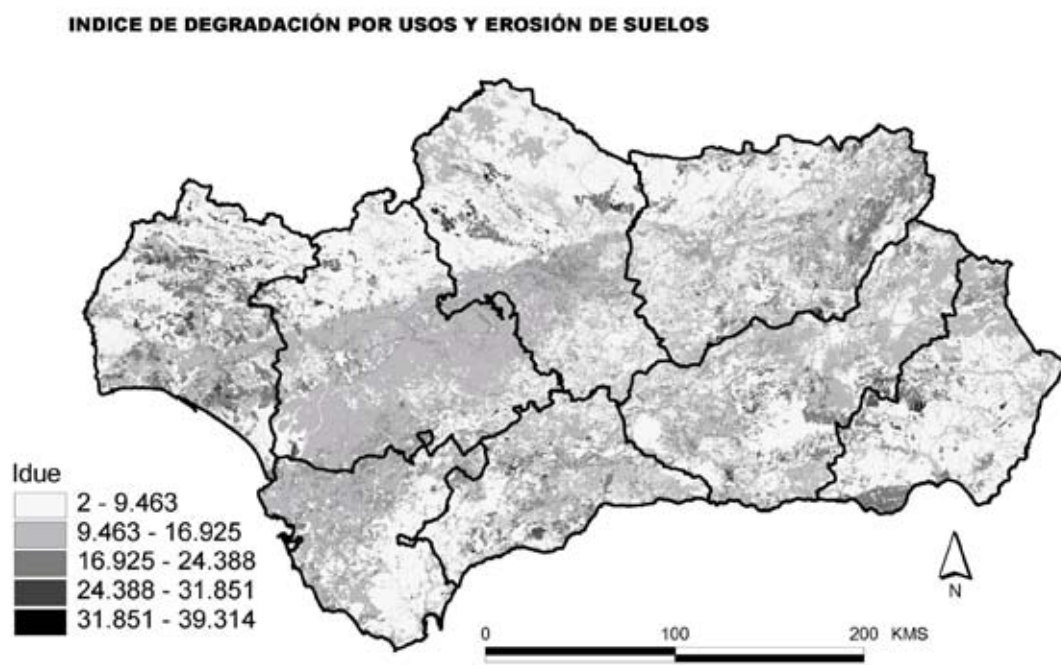 INDICE DE DEGRADACIÓN POR USOS Y EROSIÓN DE SUELOS
Idue
2 - 9.463
9.463 - 16.925
16.925 - 24.388
24.388 - 31.851
31.851 - 39.314
N
0 100 200 KMS